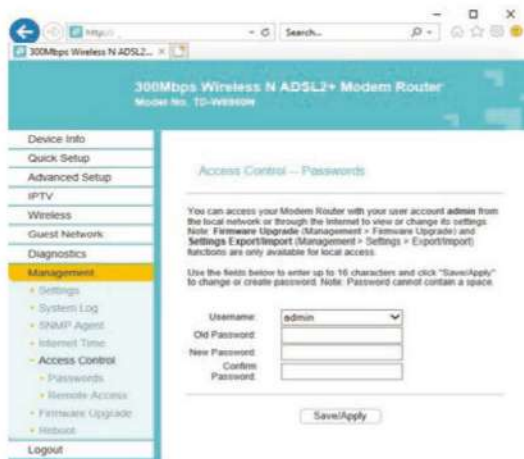 http://
Search...
300Mbps Wireless N ADSL2...
300Mbps Wireless N ADSL2+ Modem Router
Model No. TD-W8960N
Device Info
Quick Setup
Advanced Setup
IPTV
Wireless
Guest Network
Diagnostics
Management
Settings
System Log
SNMP Agent
Internet Time
Access Control
Passwords
Remote Access
Firmware Upgrade
Reboot
Logout
Access Control -- Passwords
You can access your Modem Router with your user account admin from
the local network or through the Internet to view or change its settings
Note: Firmware Upgrade (Management > Firmware Upgrade) and
Settings Export/Import (Management > Settings > Export/Import)
functions are only available for local access
Use the fields below to enter up to 16 characters and click "Save/Apply"
to change or create password. Note: Password cannot contain a space.
Username: admin
Old Password:
New Password:
Confirm
Password:
Save/Apply